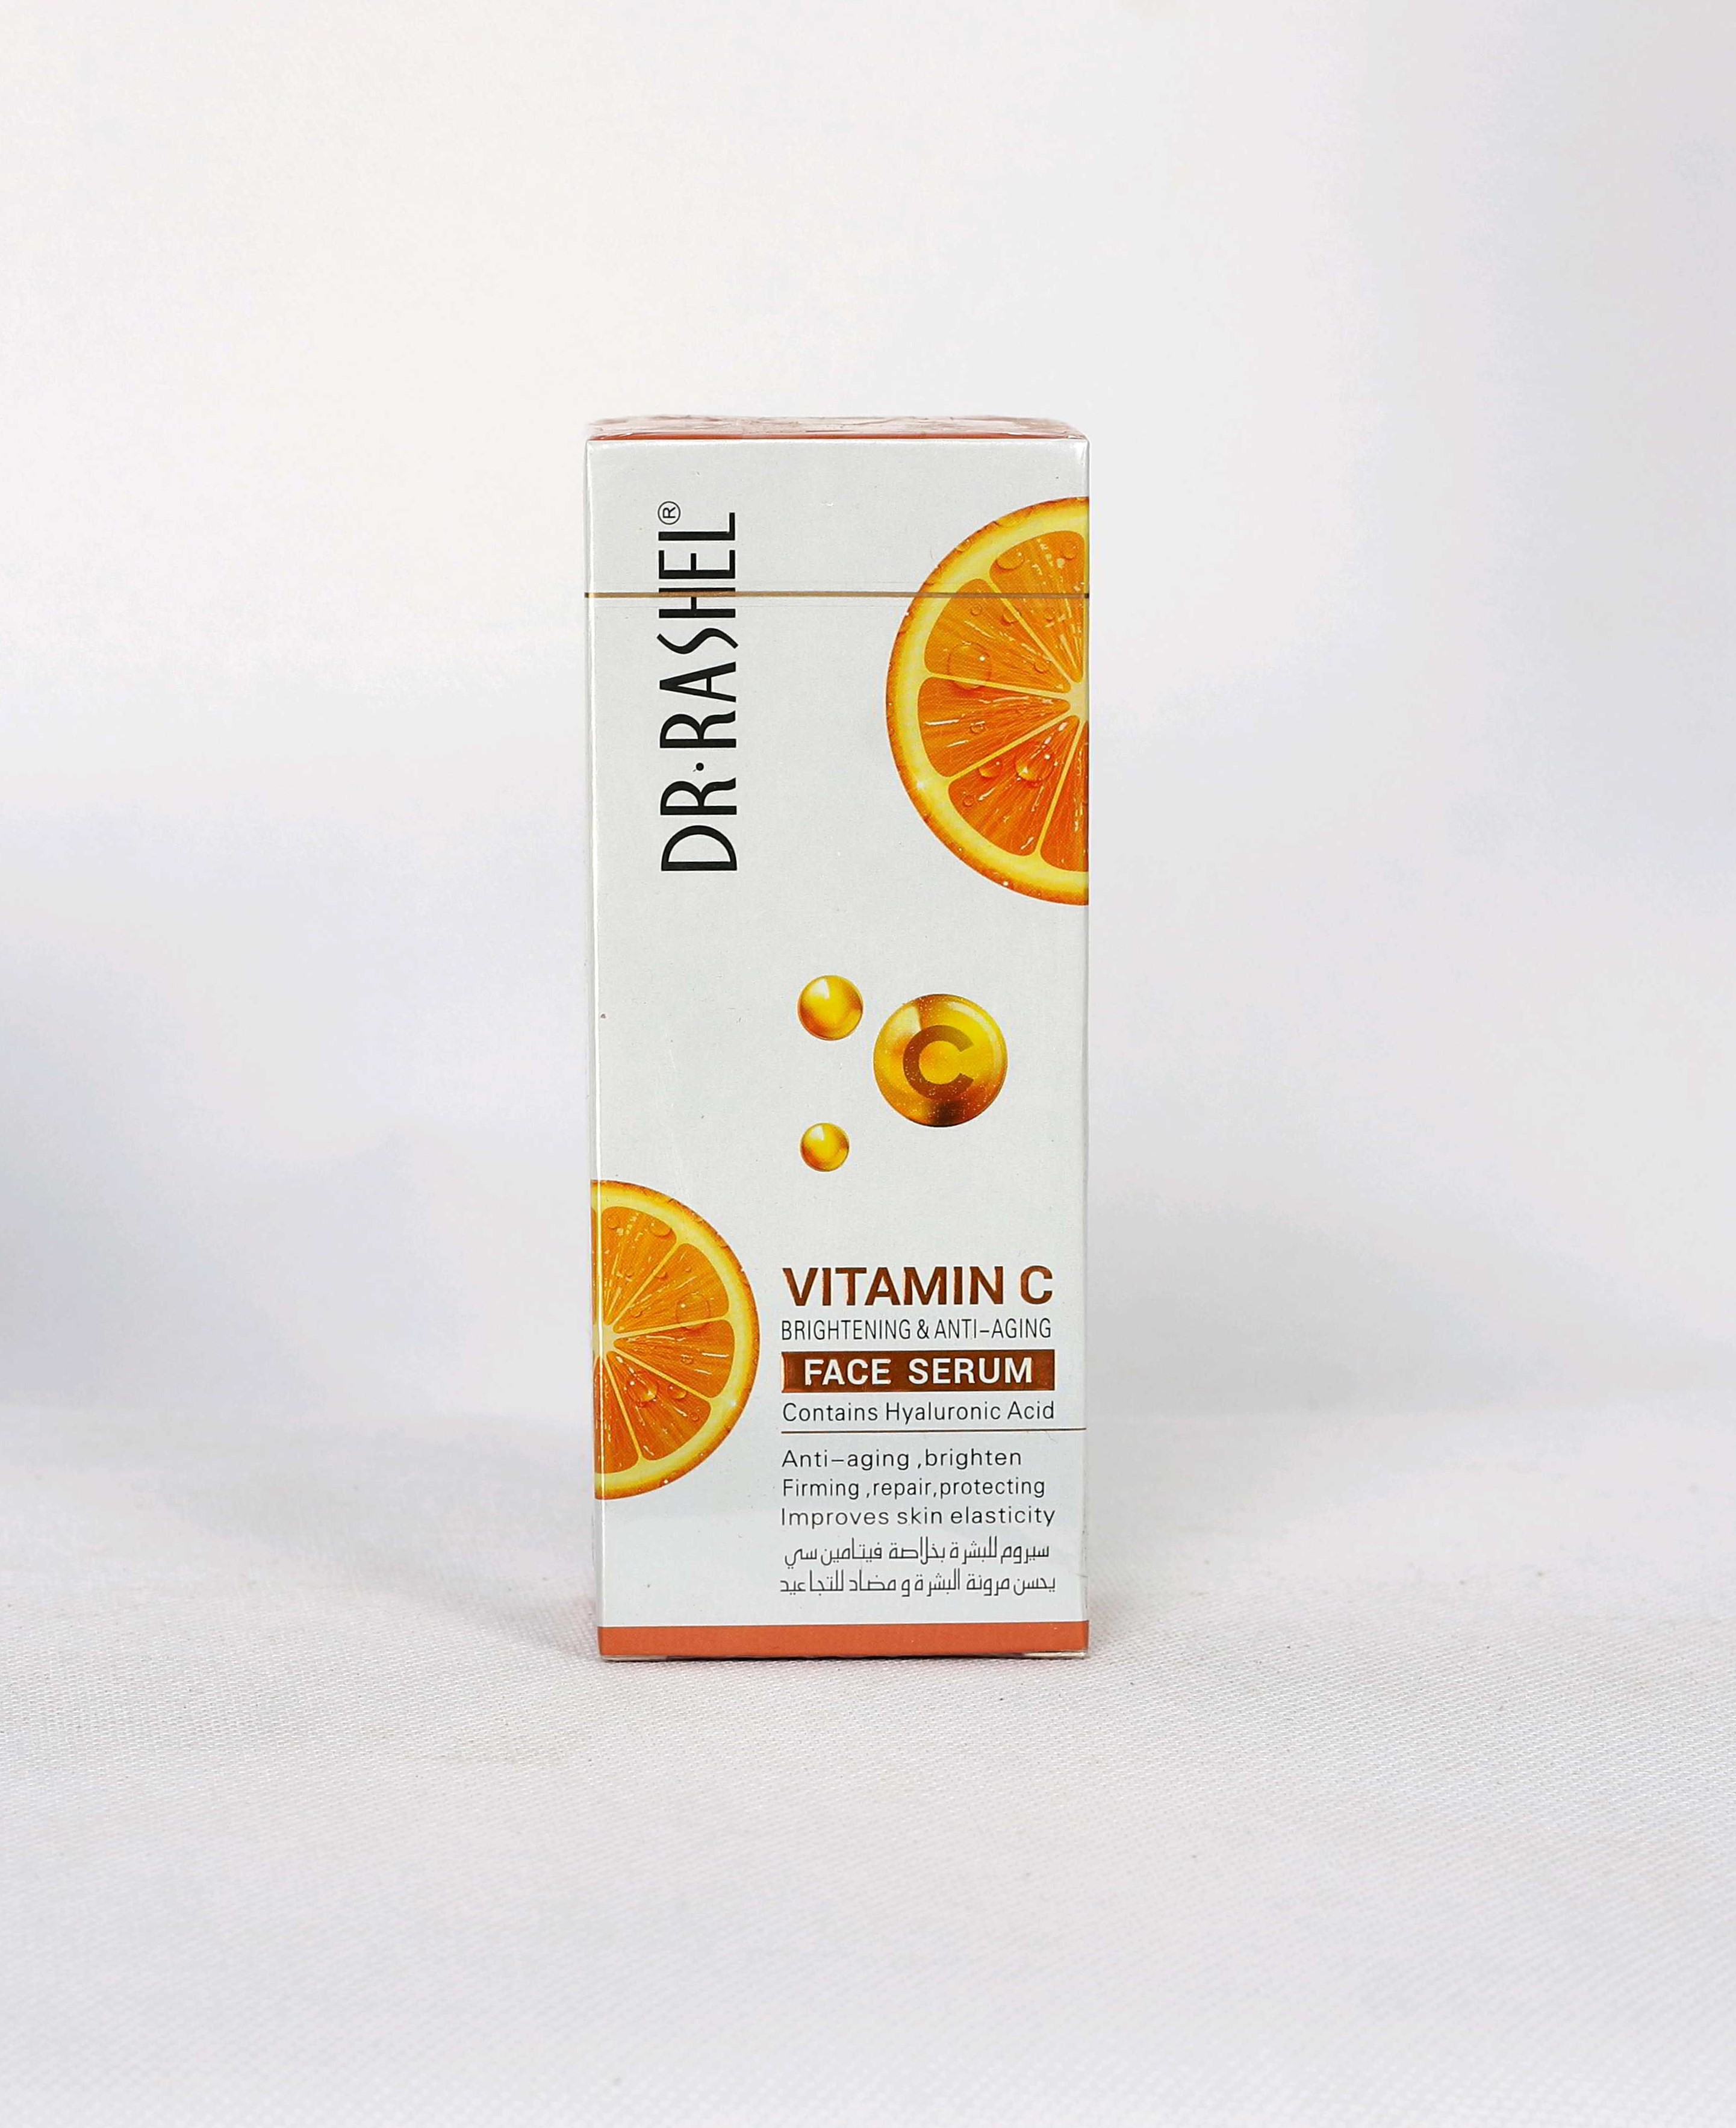 DR·RASHEL®
C
VITAMIN C
BRIGHTENING & ANTI-AGING
FACE SERUM
Contains Hyaluronic Acid
Anti-aging ,brighten
Firming ,repair,protecting
Improves skin elasticity
سيروم للبشرة بخلاصة فيتامين سي
يحسن مرونة البشرة و مضاد للتجاعيد